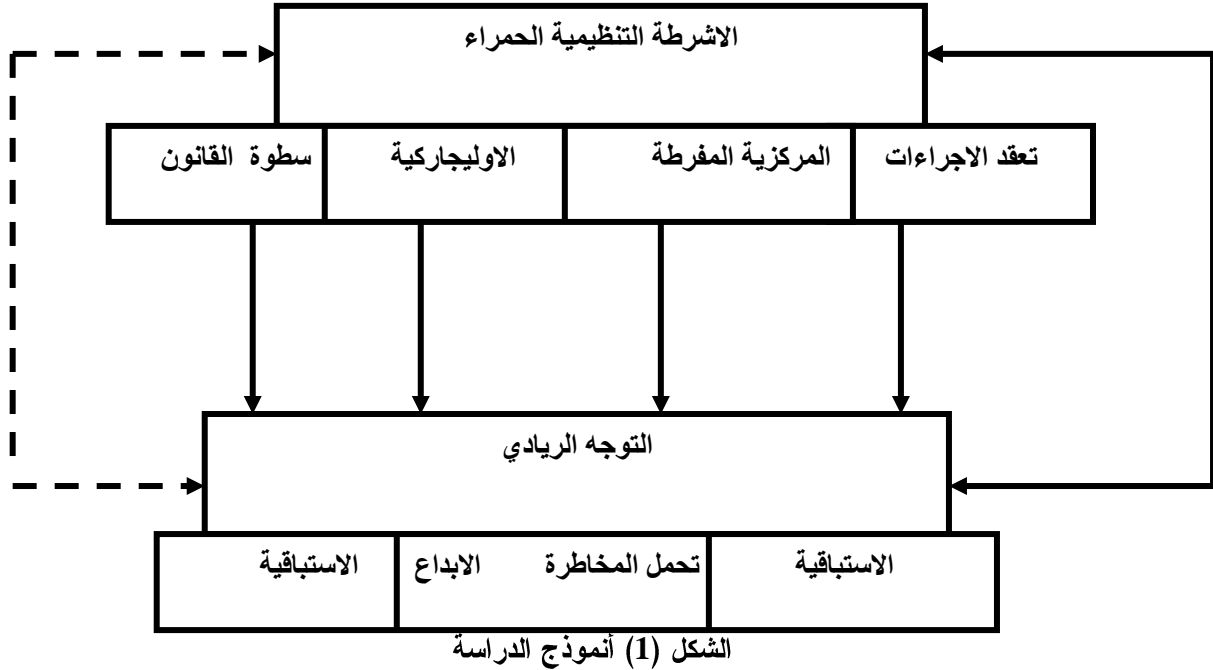 الاشرطة التنظيمية الحمراء
تعقد الاجراءات
المركزية المفرطة
الاوليجاركية
سطوة القانون
التوجه الريادي
الاستباقية
تحمل المخاطرة
الابداع
الاستباقية
الشكل (1) أنموذج الدراسة